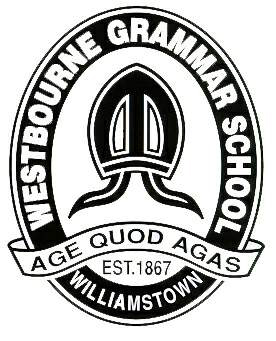 WESTBOURNE GRAMMAR SCHOOL
AGE QUOD AGAS
EST.1867
WILLIAMSTOWN